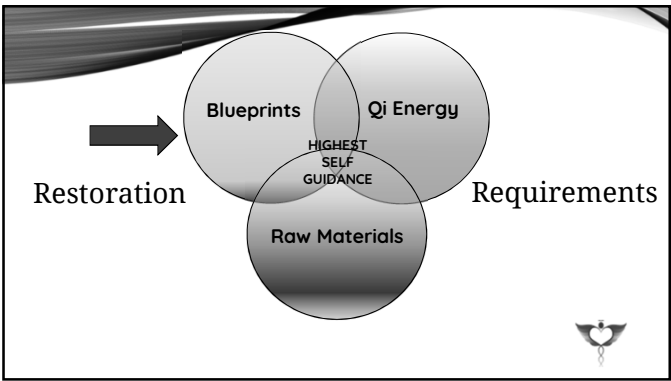 Blueprints
Qi Energy
HIGHEST
SELF
GUIDANCE
Restoration
Requirements
Raw Materials